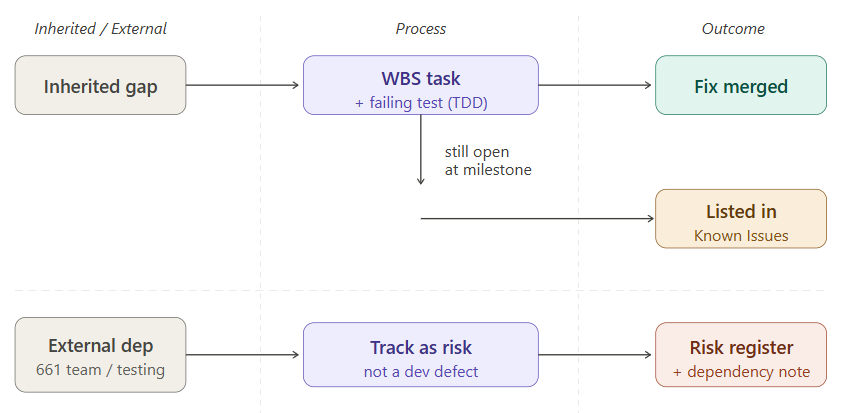 Inherited / External
Process
Outcome
Inherited gap
WBS task
+ failing test (TDD)
Fix merged
still open
at milestone
Listed in
Known Issues
External dep
661 team / testing
Track as risk
not a dev defect
Risk register
+ dependency note